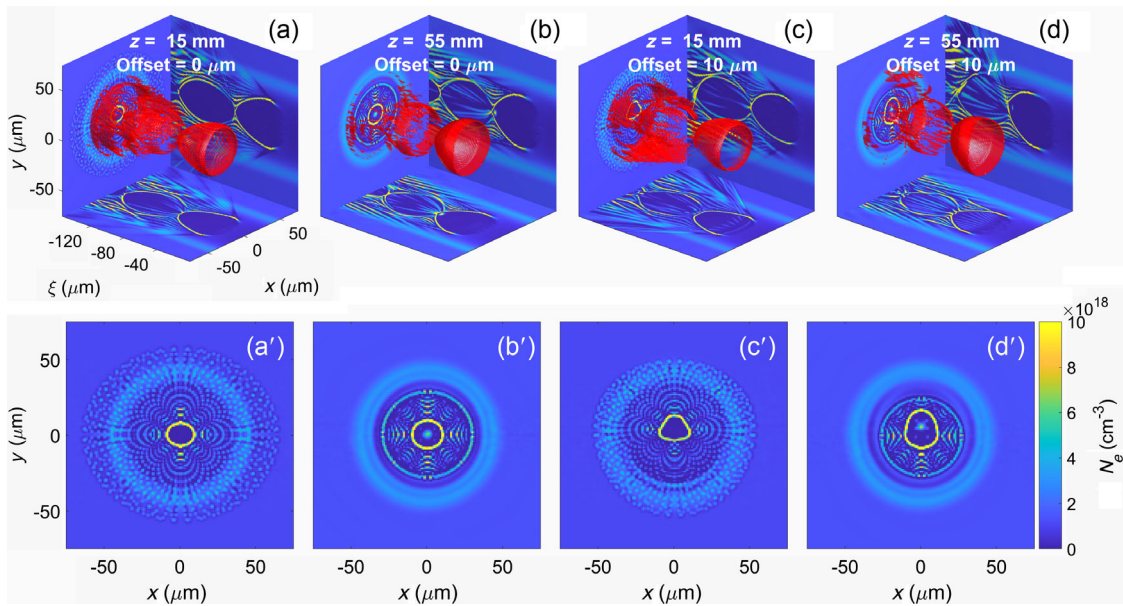 (a) (b) (c) (d)
z = 15 mm z = 55 mm z = 15 mm z = 55 mm
Offset = 0 μm Offset = 0 μm Offset = 10 μm Offset = 10 μm
50
0
-50
y (μm)
-120
-80
-40
ξ (μm)
50
0
-50
x (μm)
(a′) (b′) (c′) (d′)
50
0
-50
y (μm)
-50 0 50 -50 0 50 -50 0 50 -50 0 50
x (μm) x (μm) x (μm) x (μm)
×10¹⁸
10
8
6
4
2
0
Nₑ (cm⁻³)